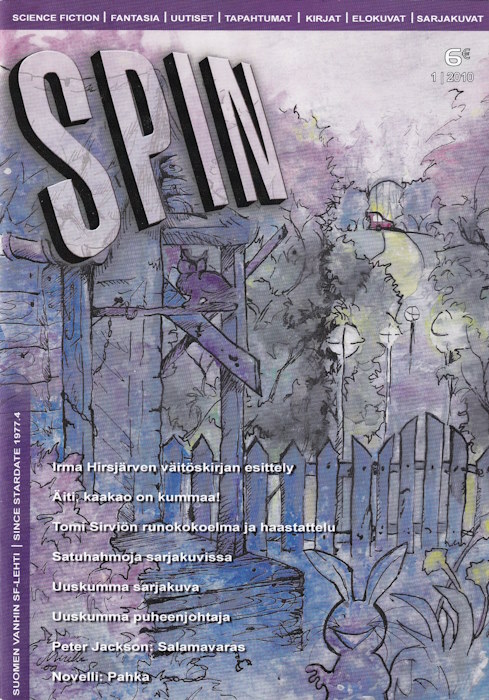 SCIENCE FICTION | FANTASIA | UUTISET | TAPAHTUMAT | KIRJAT | ELOKUVAT | SARJAKUVAT
6€
1 | 2010
SPIN
Irma Hirsjärven väitöskirjan esittely
Äiti, kaakao on kummaa!
Tomi Sirviön runokokoelma ja haastattelu
Satuhahmoja sarjakuvissa
Uuskumma sarjakuva
Uuskumma puheenjohtaja
Peter Jackson; Salamavaras
Novelli; Pahka
SUOMEN VANHIN SF-LEHTI | SINCE STARDATE 1977.4